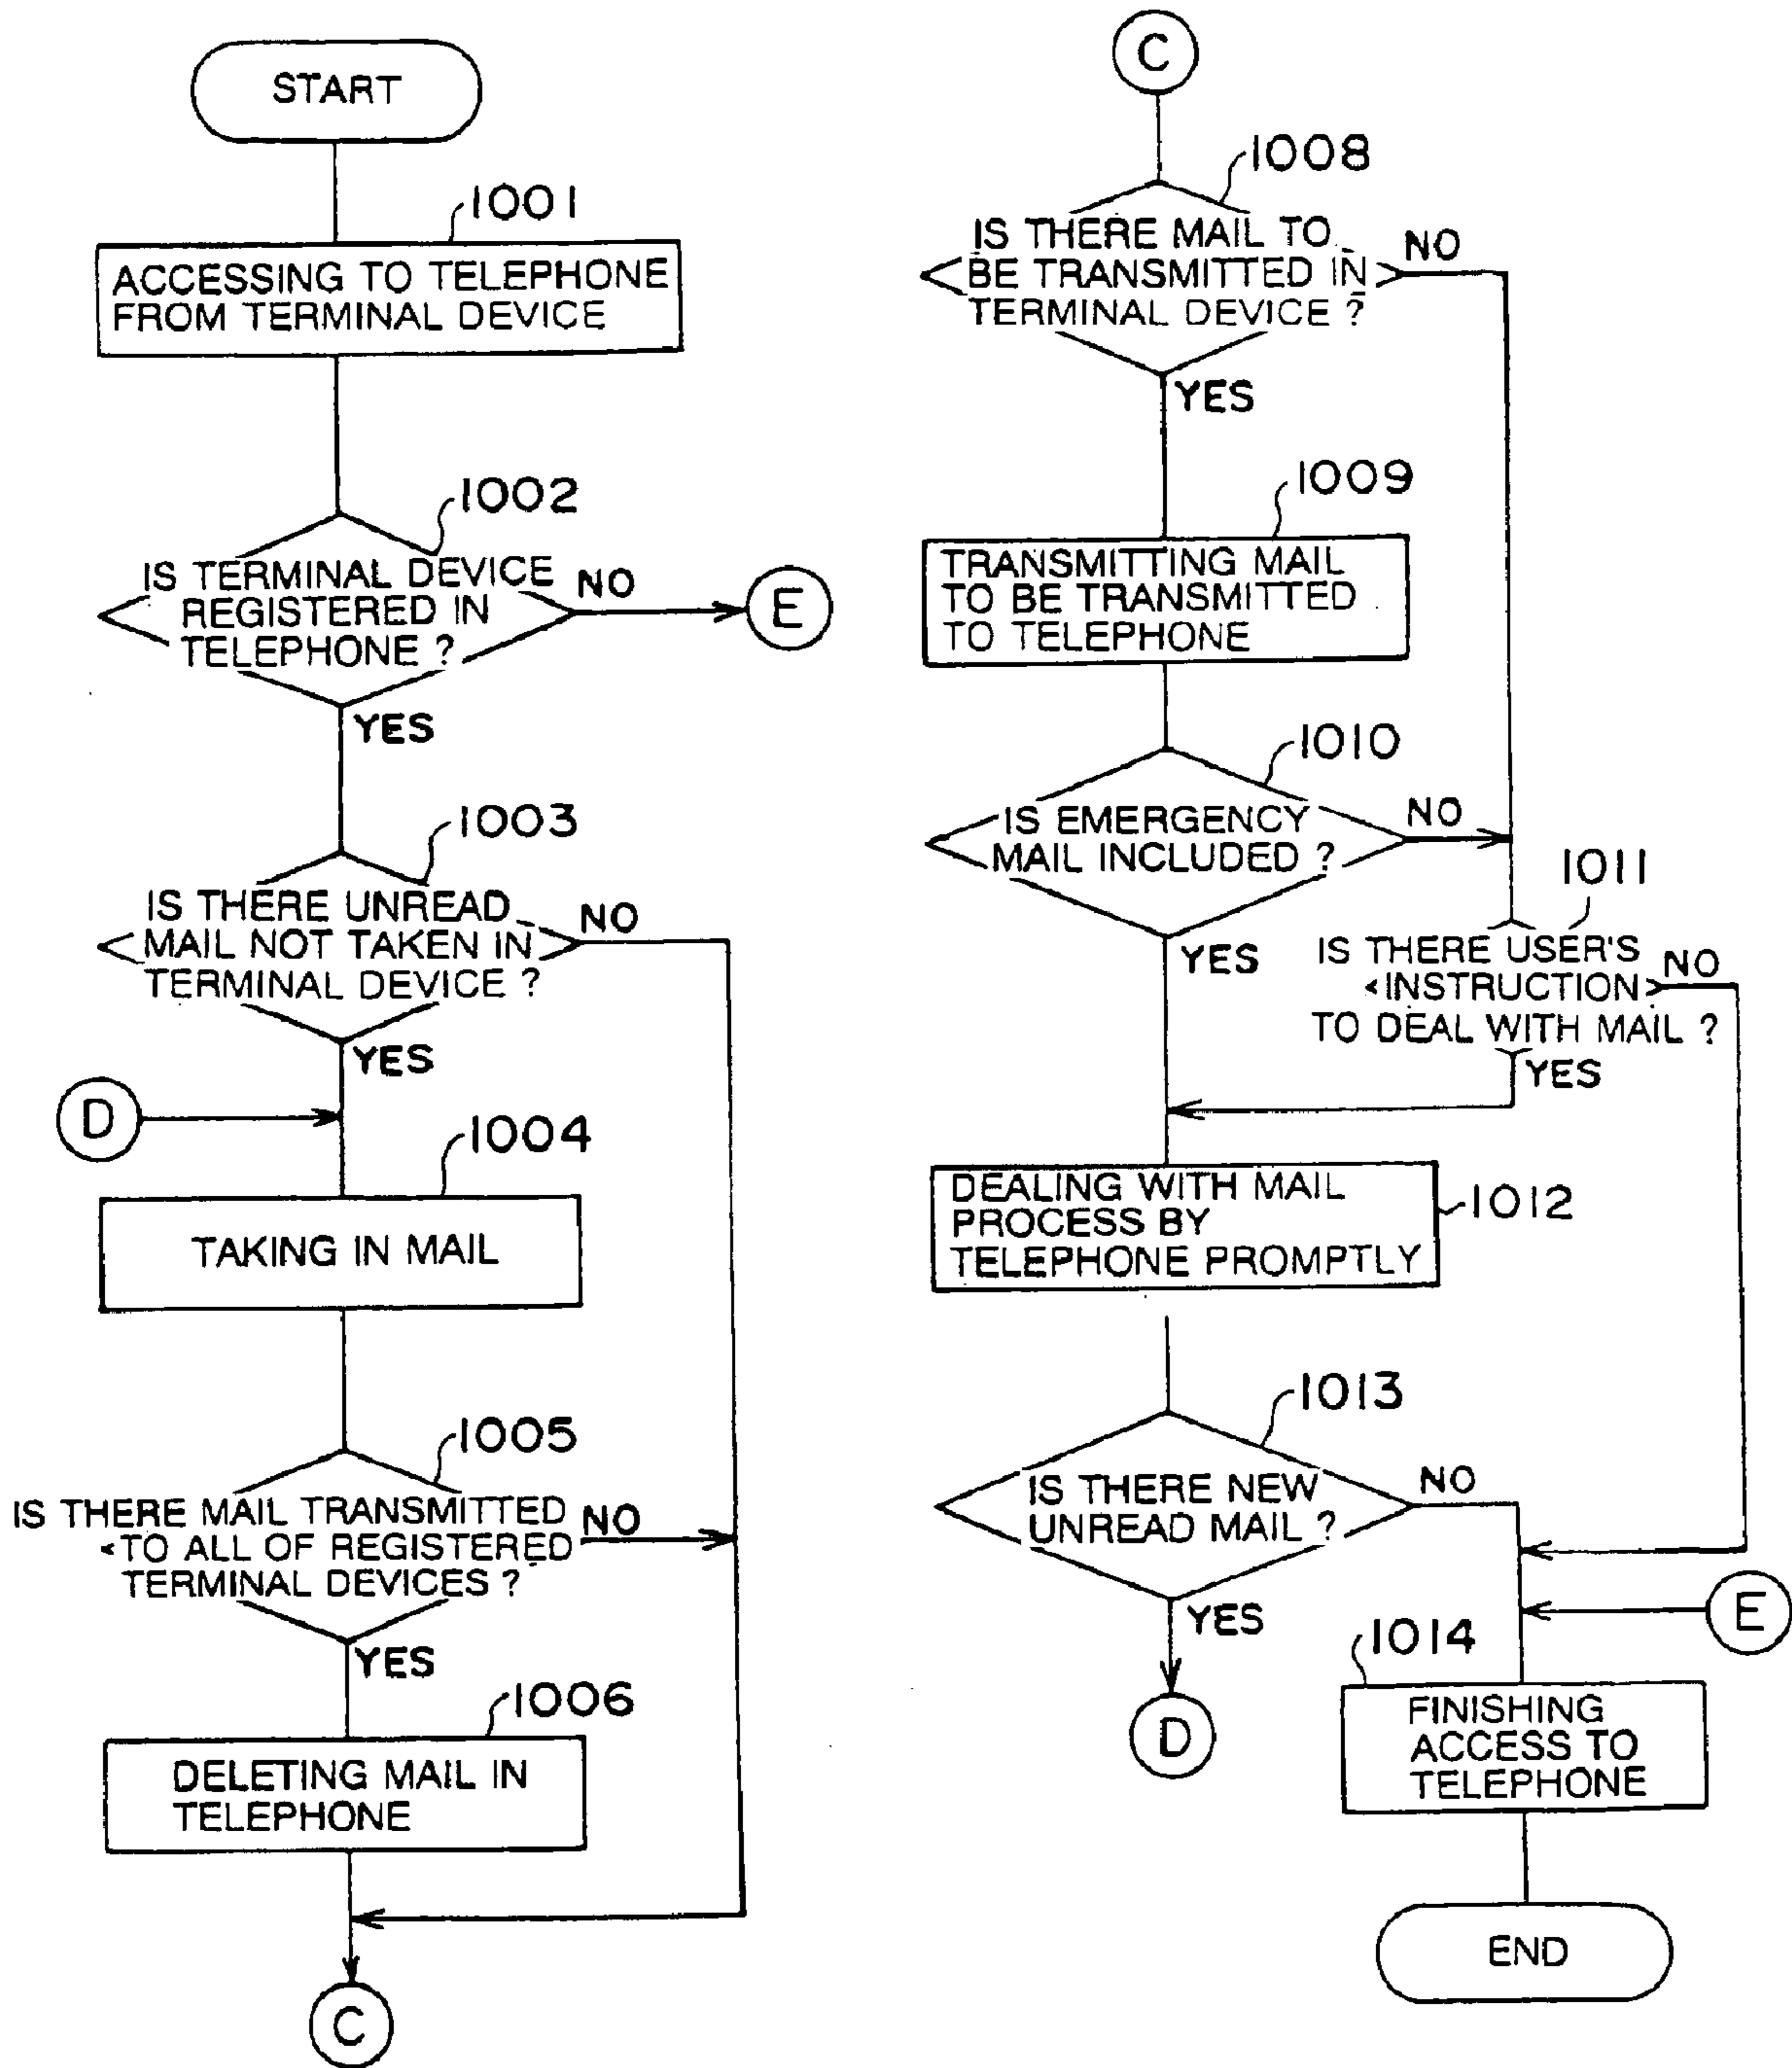 START
1001
ACCESSING TO TELEPHONE
FROM TERMINAL DEVICE
1002
IS TERMINAL DEVICE
REGISTERED IN
TELEPHONE ?
NO
E
YES
1003
IS THERE UNREAD
MAIL NOT TAKEN IN
TERMINAL DEVICE ?
NO
YES
D
1004
TAKING IN MAIL
1005
IS THERE MAIL TRANSMITTED
TO ALL OF REGISTERED
TERMINAL DEVICES ?
NO
YES
1006
DELETING MAIL IN
TELEPHONE
C
C
1008
IS THERE MAIL TO
BE TRANSMITTED IN
TERMINAL DEVICE ?
NO
YES
1009
TRANSMITTING MAIL
TO BE TRANSMITTED
TO TELEPHONE
1010
IS EMERGENCY
MAIL INCLUDED ?
NO
YES
1011
IS THERE USER'S
INSTRUCTION
TO DEAL WITH MAIL ?
NO
YES
1012
DEALING WITH MAIL
PROCESS BY
TELEPHONE PROMPTLY
1013
IS THERE NEW
UNREAD MAIL ?
NO
YES
D
E
1014
FINISHING
ACCESS TO
TELEPHONE
END